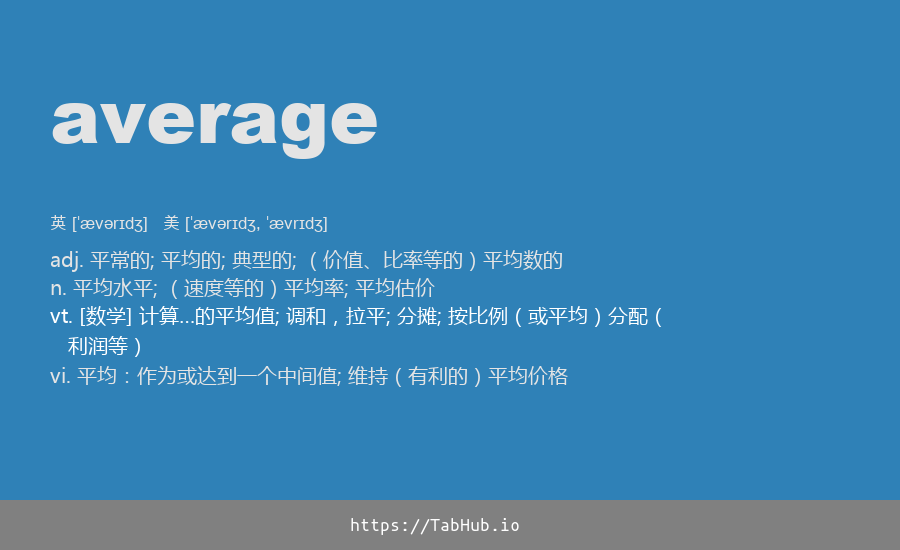 average
英 [ˈævərɪdʒ] 美 [ˈævərɪdʒ, ˈævrɪdʒ]
adj. 平常的; 平均的; 典型的; （价值、比率等的）平均数的
n. 平均水平; （速度等的）平均率; 平均估价
vt. [数学] 计算…的平均值; 调和，拉平; 分摊; 按比例（或平均）分配（
利润等）
vi. 平均：作为或达到一个中间值; 维持（有利的）平均价格
https://TabHub.io